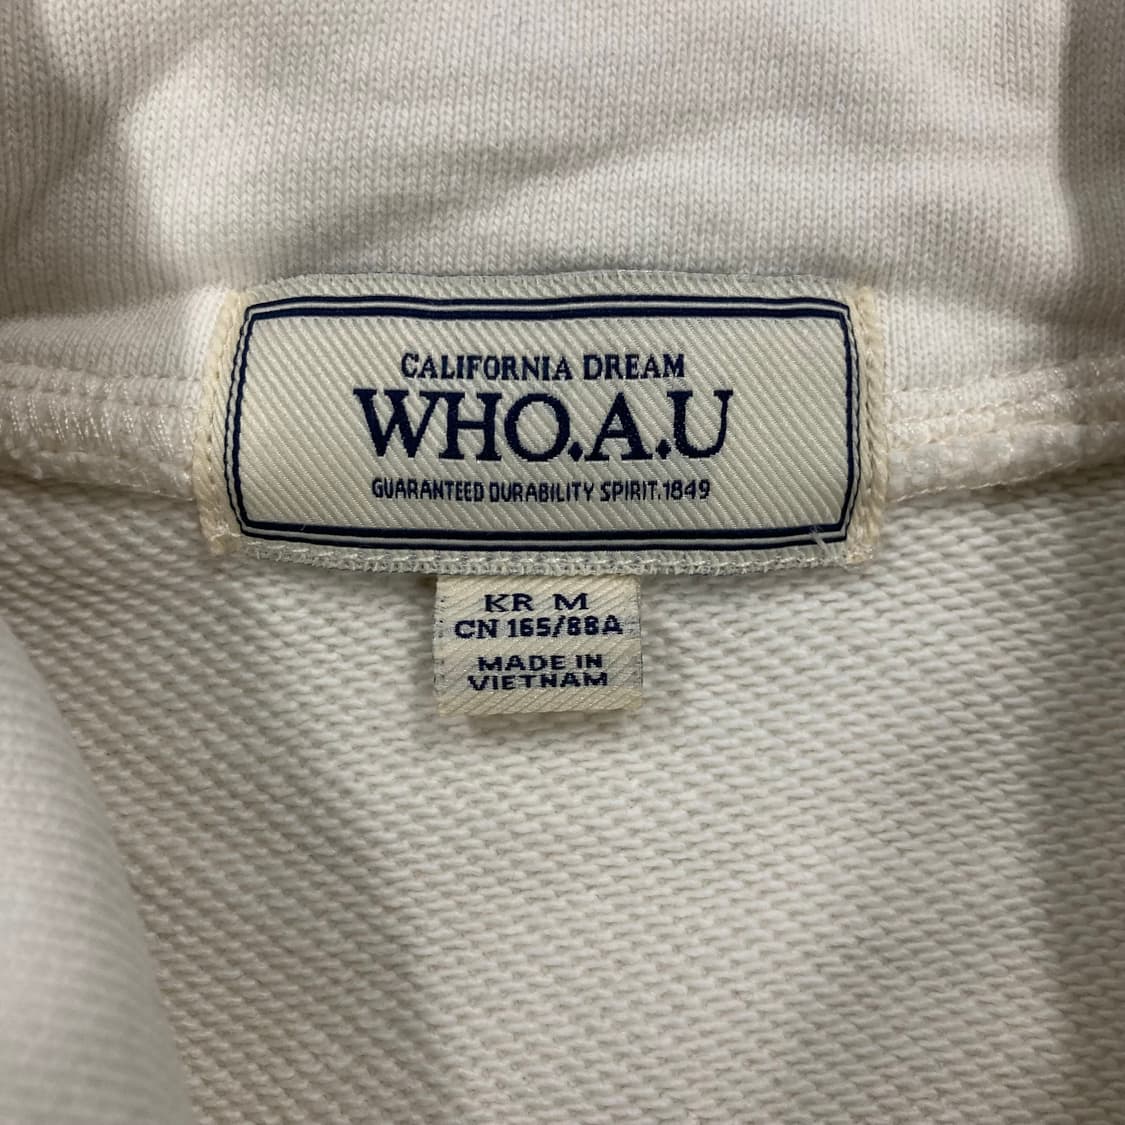 CALIFORNIA DREAM
WHO.A.U
GUARANTEED DURABILITY SPIRIT.1849
KR M
CN 165/88A
MADE IN
VIETNAM